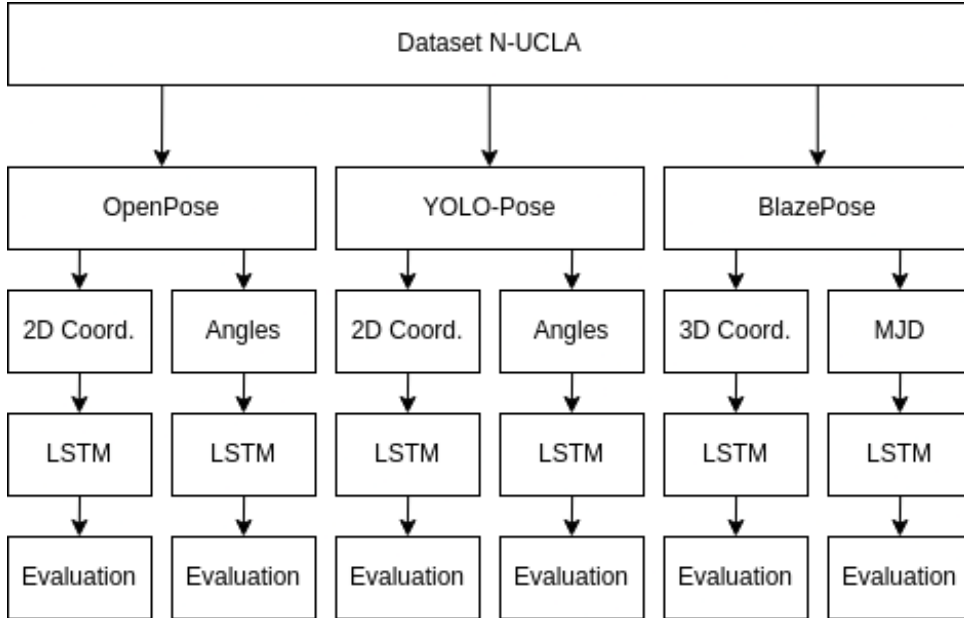 Dataset N-UCLA
OpenPose
YOLO-Pose
BlazePose
2D Coord.
Angles
2D Coord.
Angles
3D Coord.
MJD
LSTM
LSTM
LSTM
LSTM
LSTM
LSTM
Evaluation
Evaluation
Evaluation
Evaluation
Evaluation
Evaluation